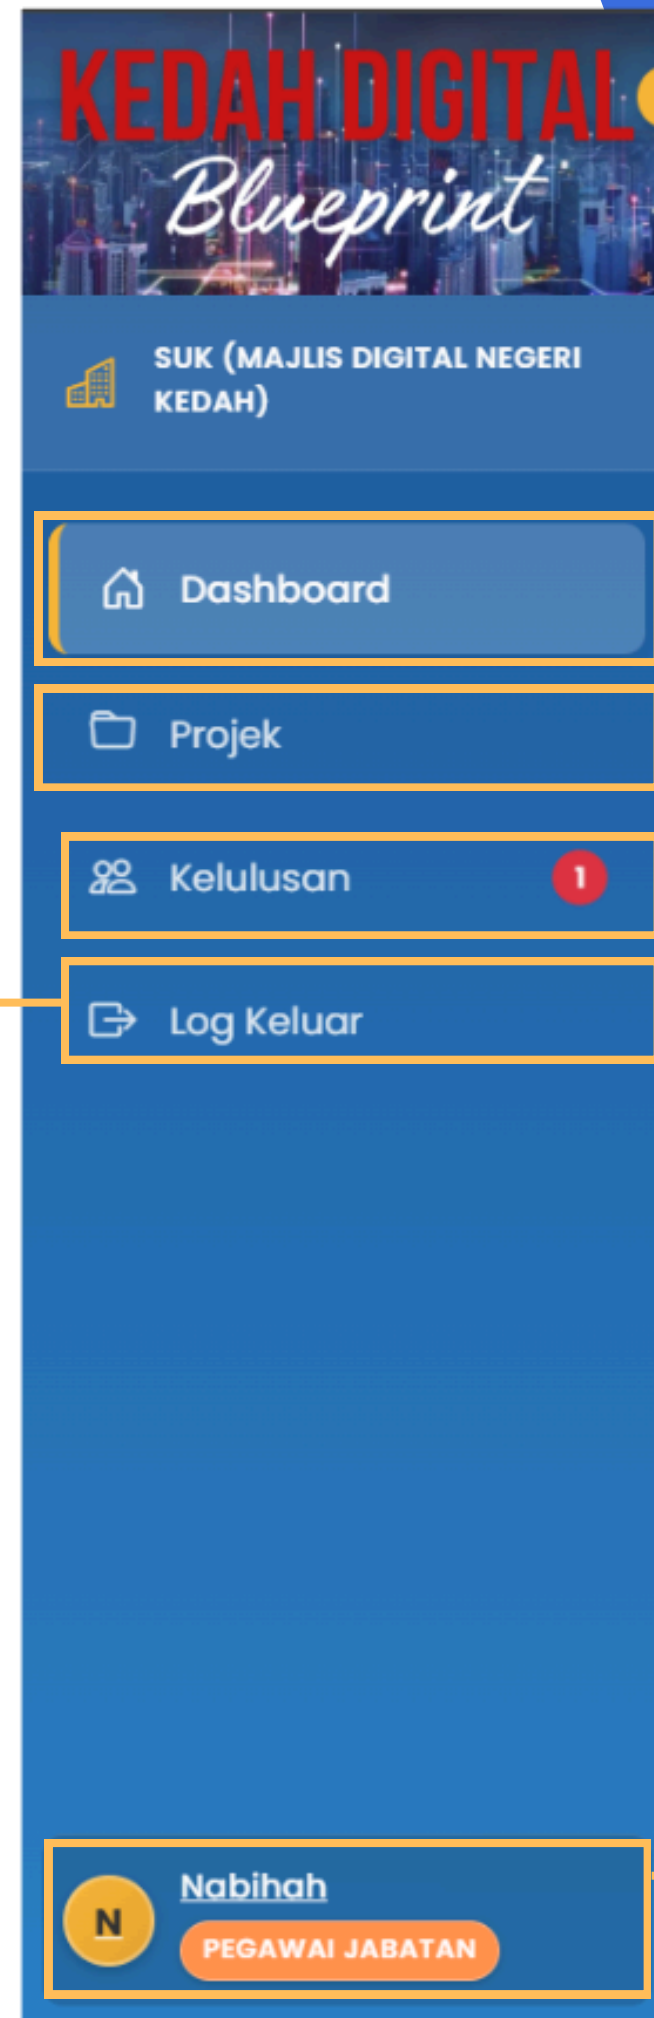 KEDAH DIGITAL
Blueprint
SUK (MAJLIS DIGITAL NEGERI
KEDAH)
Dashboard
Projek
Kelulusan 1
Log Keluar
Nabihah
N
PEGAWAI JABATAN